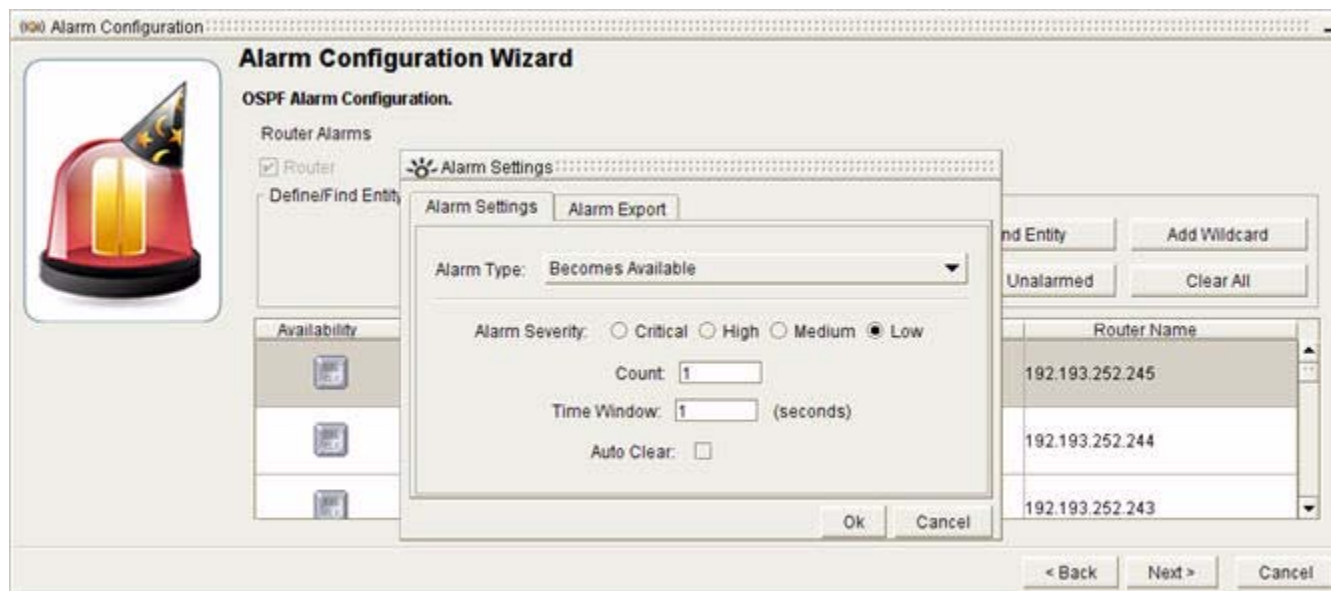 Alarm Configuration
Alarm Configuration Wizard
OSPF Alarm Configuration.
Router Alarms
Router
Define/Find Entity
nd Entity
Add Wildcard
Unalarmed
Clear All
Alarm Settings
Alarm Settings
Alarm Export
Alarm Type: Becomes Available
Alarm Severity: Critical High Medium Low
Count: 1
Time Window: 1 (seconds)
Auto Clear:
Ok
Cancel
Availability
Router Name
192.193.252.245
192.193.252.244
192.193.252.243
< Back
Next >
Cancel